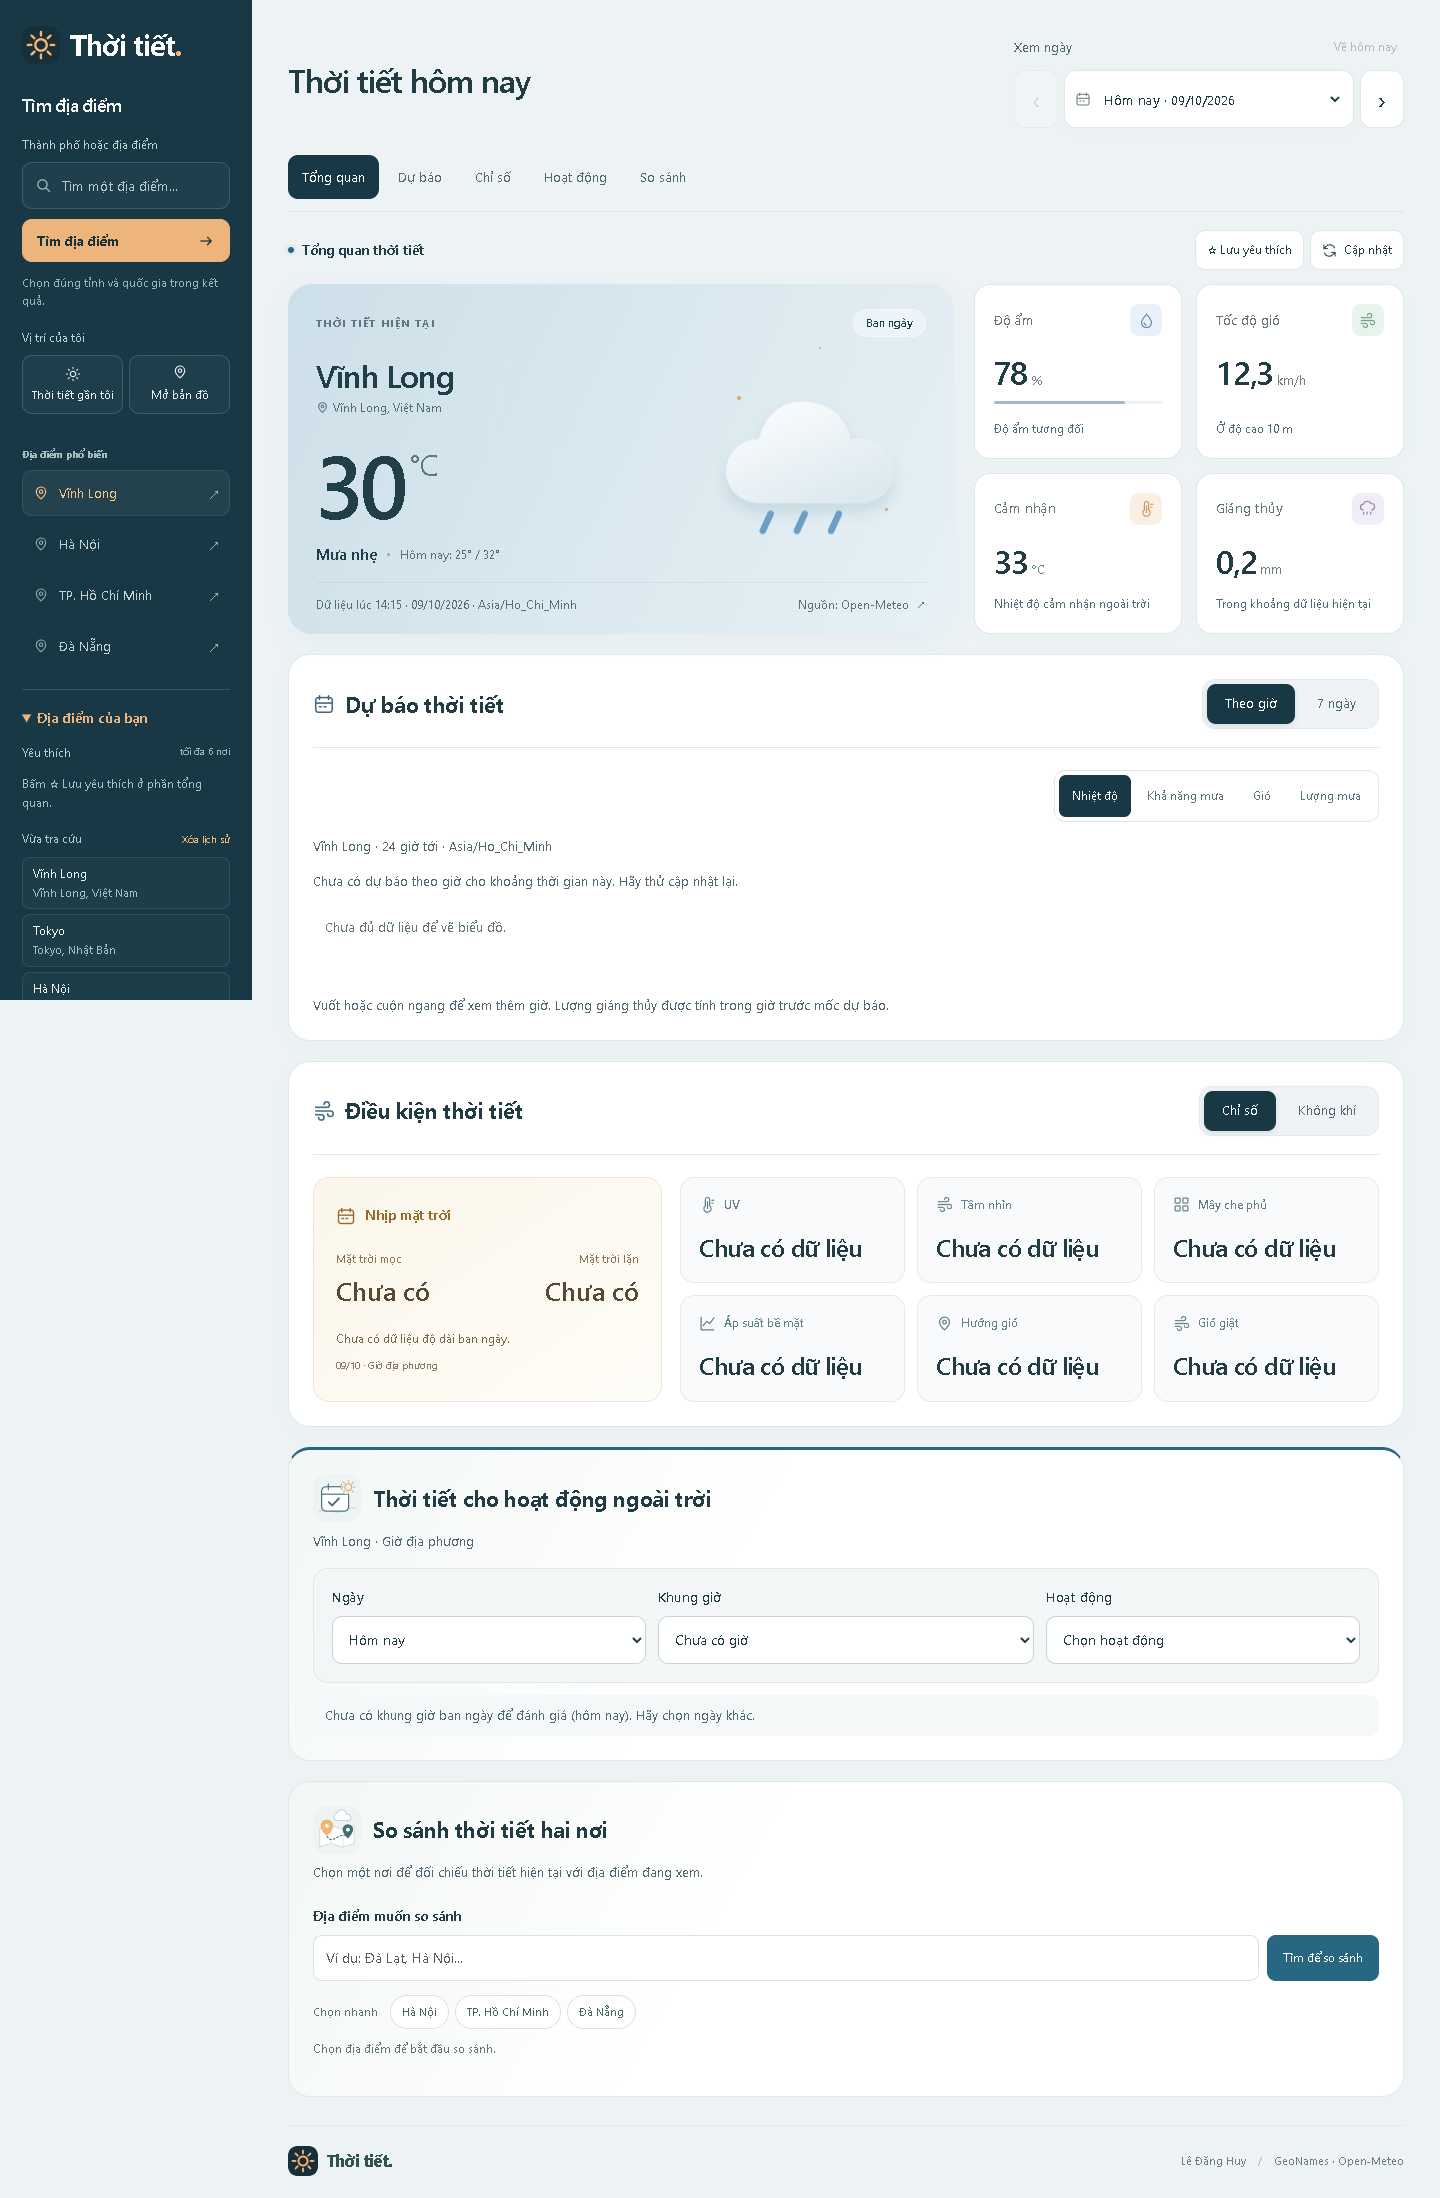 Thời tiết.
Tìm địa điểm
Thành phố hoặc địa điểm
Tìm một địa điểm...
Tìm địa điểm →
Chọn đúng tỉnh và quốc gia trong kết
quả.
Vị trí của tôi
Thời tiết gần tôi
Mở bản đồ
Địa điểm phổ biến
Vĩnh Long ↗
Hà Nội ↗
TP. Hồ Chí Minh ↗
Đà Nẵng ↗
▼ Địa điểm của bạn
Yêu thích tối đa 6 nơi
Bấm ☆ Lưu yêu thích ở phần tổng
quan.
Vừa tra cứu Xóa lịch sử
Vĩnh Long
Vĩnh Long, Việt Nam
Tokyo
Tokyo, Nhật Bản
Hà Nội
Thời tiết hôm nay
Xem ngày Về hôm nay
‹ Hôm nay · 09/10/2026 ›
Tổng quan Dự báo Chỉ số Hoạt động So sánh
Tổng quan thời tiết
☆ Lưu yêu thích Cập nhật
THỜI TIẾT HIỆN TẠI Ban ngày
Vĩnh Long
Vĩnh Long, Việt Nam
30 °C
Mưa nhẹ • Hôm nay: 25° / 32°
Dữ liệu lúc 14:15 · 09/10/2026 · Asia/Ho_Chi_Minh Nguồn: Open-Meteo ↗
Độ ẩm
78 %
Độ ẩm tương đối
Tốc độ gió
12,3 km/h
Ở độ cao 10 m
Cảm nhận
33 °C
Nhiệt độ cảm nhận ngoài trời
Giáng thủy
0,2 mm
Trong khoảng dữ liệu hiện tại
Dự báo thời tiết Theo giờ 7 ngày
Nhiệt độ Khả năng mưa Gió Lượng mưa
Vĩnh Long · 24 giờ tới · Asia/Ho_Chi_Minh
Chưa có dự báo theo giờ cho khoảng thời gian này. Hãy thử cập nhật lại.
Chưa đủ dữ liệu để vẽ biểu đồ.
Vuốt hoặc cuộn ngang để xem thêm giờ. Lượng giáng thủy được tính trong giờ trước mốc dự báo.
Điều kiện thời tiết Chỉ số Không khí
Nhịp mặt trời
Mặt trời mọc Mặt trời lặn
Chưa có Chưa có
Chưa có dữ liệu độ dài ban ngày.
09/10 · Giờ địa phương
UV
Chưa có dữ liệu
Tầm nhìn
Chưa có dữ liệu
Mây che phủ
Chưa có dữ liệu
Áp suất bề mặt
Chưa có dữ liệu
Hướng gió
Chưa có dữ liệu
Gió giật
Chưa có dữ liệu
Thời tiết cho hoạt động ngoài trời
Vĩnh Long · Giờ địa phương
Ngày Khung giờ Hoạt động
Hôm nay Chưa có giờ Chọn hoạt động
Chưa có khung giờ ban ngày để đánh giá (hôm nay). Hãy chọn ngày khác.
So sánh thời tiết hai nơi
Chọn một nơi để đối chiếu thời tiết hiện tại với địa điểm đang xem.
Địa điểm muốn so sánh
Ví dụ: Đà Lạt, Hà Nội... Tìm để so sánh
Chọn nhanh Hà Nội TP. Hồ Chí Minh Đà Nẵng
Chọn địa điểm để bắt đầu so sánh.
Thời tiết. Lê Đăng Huy / GeoNames · Open-Meteo